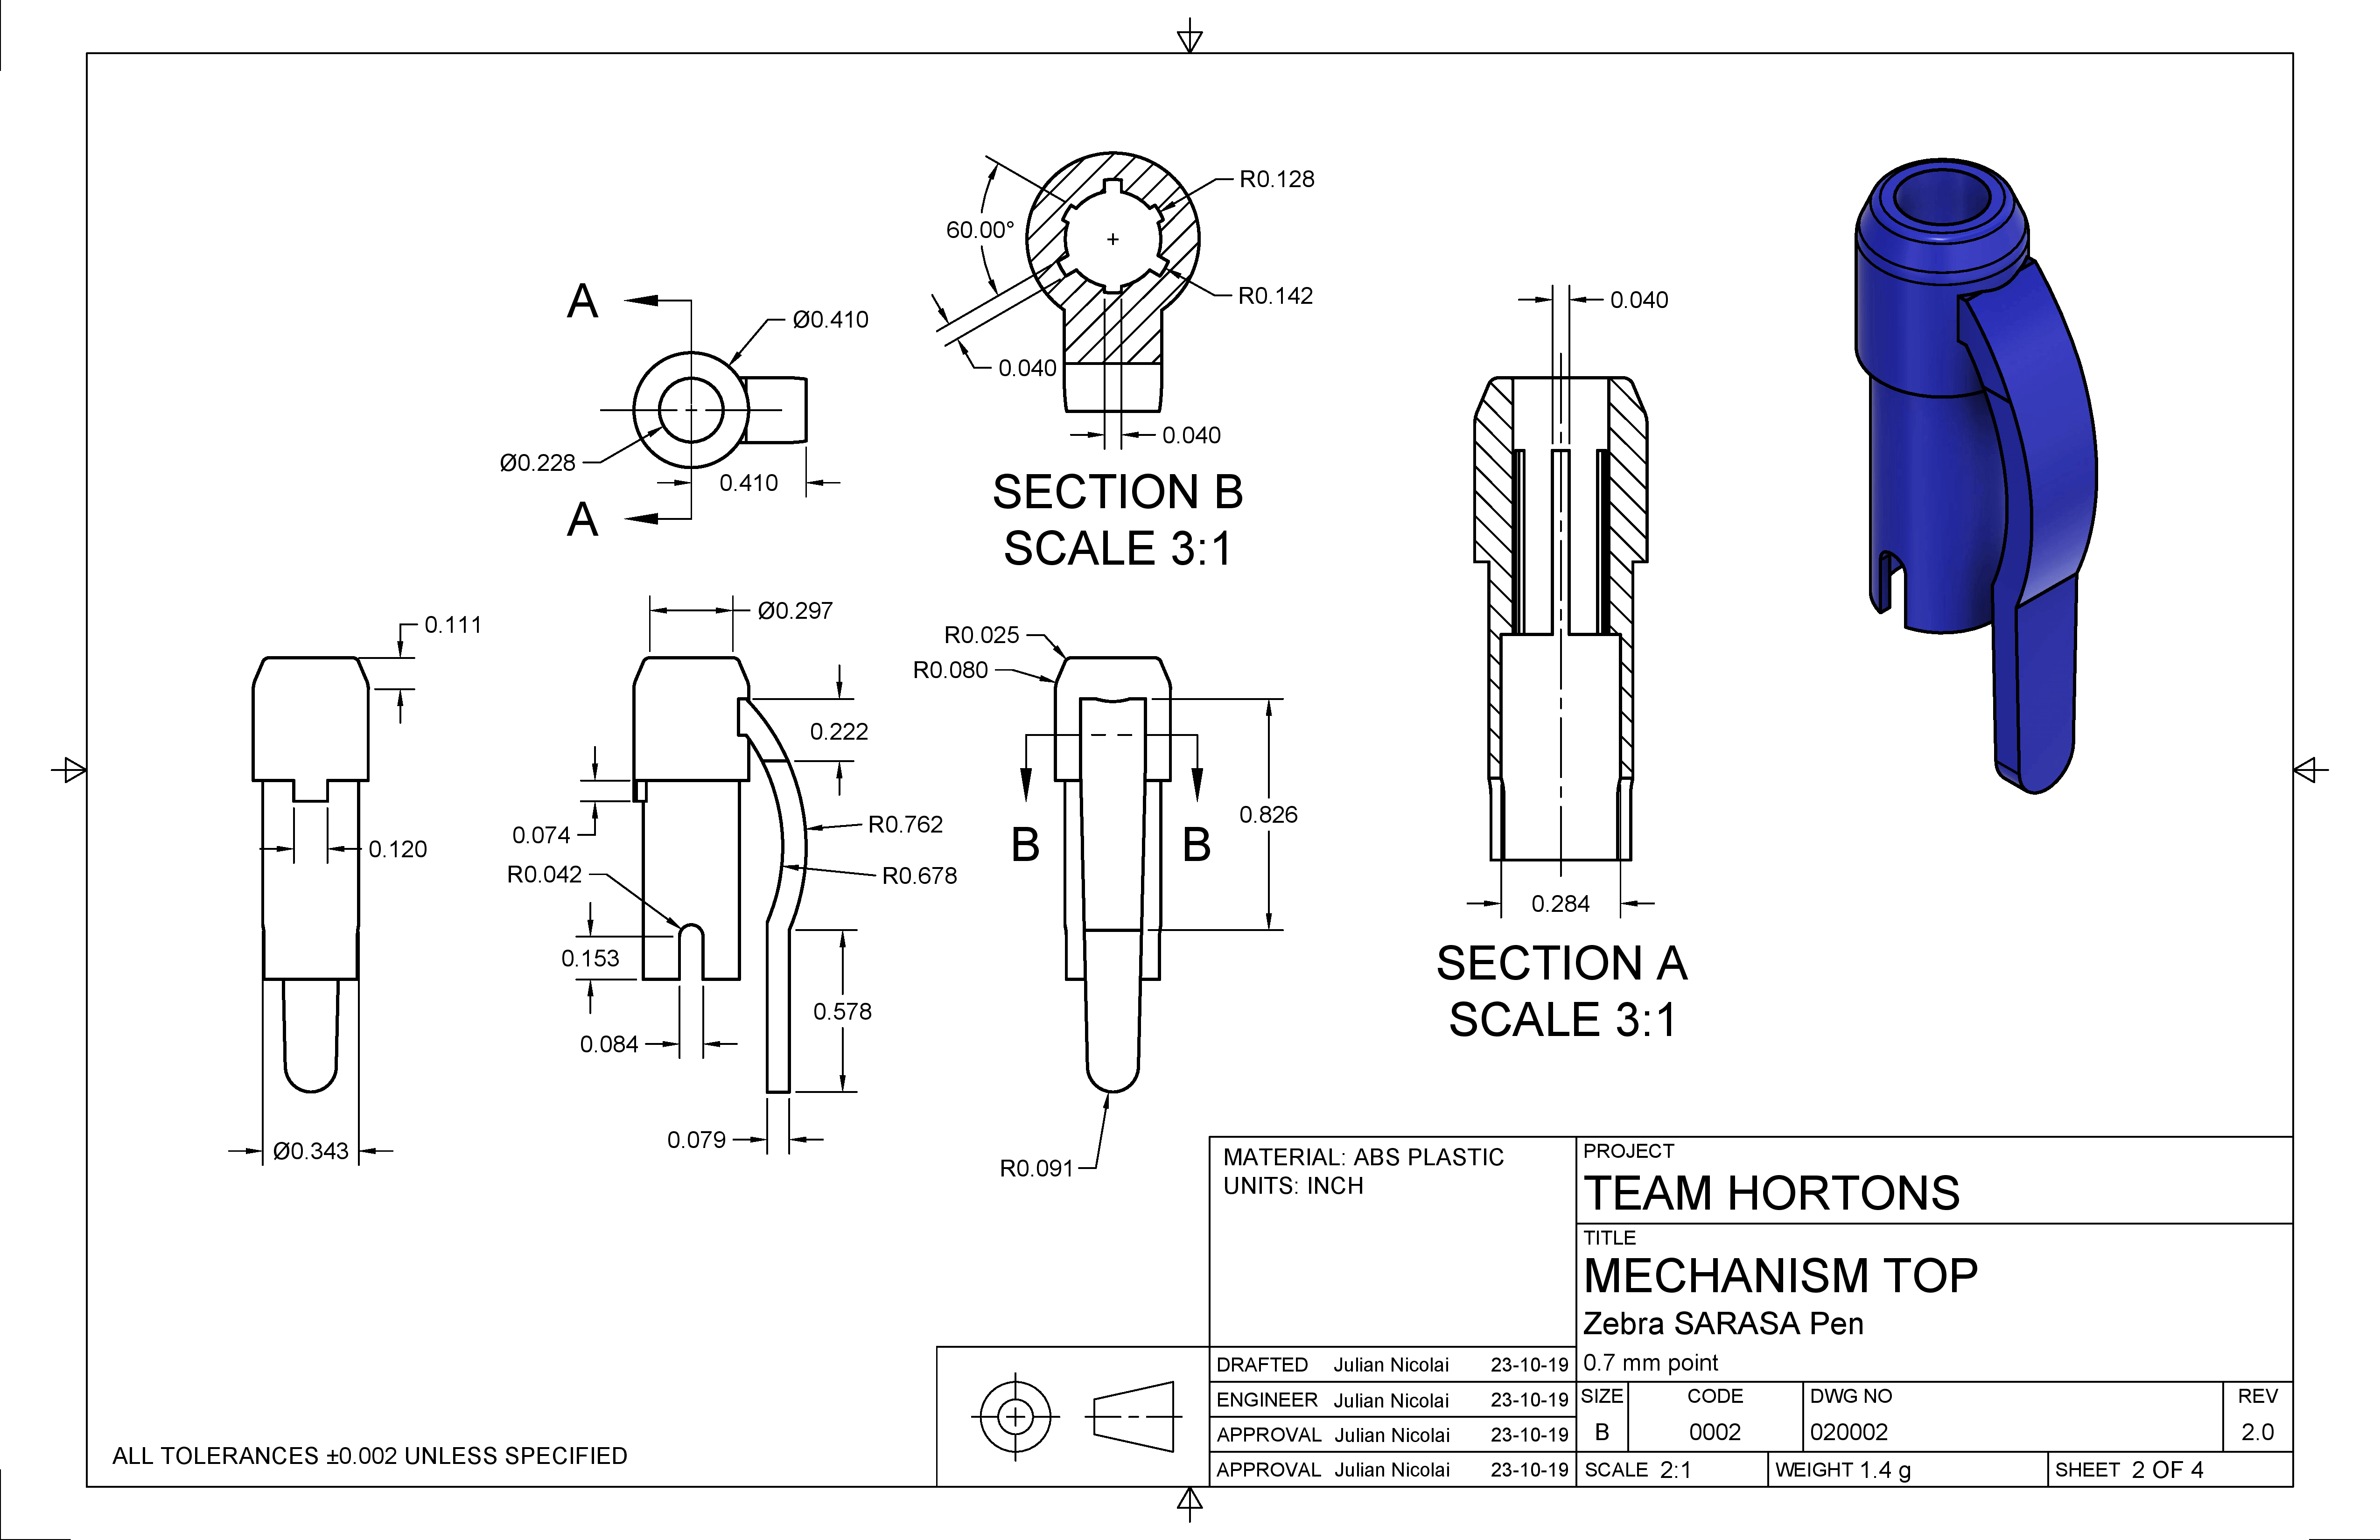 R0.128
60.00°
R0.142
0.040
0.040
SECTION B
SCALE 3:1
A
Ø0.410
Ø0.228
0.410
A
0.040
0.284
SECTION A
SCALE 3:1
0.111
0.120
Ø0.343
Ø0.297
0.222
0.074
R0.762
R0.042
R0.678
0.153
0.578
0.084
0.079
R0.025
R0.080
0.826
B B
R0.091
MATERIAL: ABS PLASTIC
UNITS: INCH
PROJECT
TEAM HORTONS
TITLE
MECHANISM TOP
Zebra SARASA Pen
0.7 mm point
DRAFTED Julian Nicolai 23-10-19
ENGINEER Julian Nicolai 23-10-19
APPROVAL Julian Nicolai 23-10-19
APPROVAL Julian Nicolai 23-10-19
SIZE CODE DWG NO REV
B 0002 020002 2.0
SCALE 2:1 WEIGHT 1.4 g SHEET 2 OF 4
ALL TOLERANCES ±0.002 UNLESS SPECIFIED